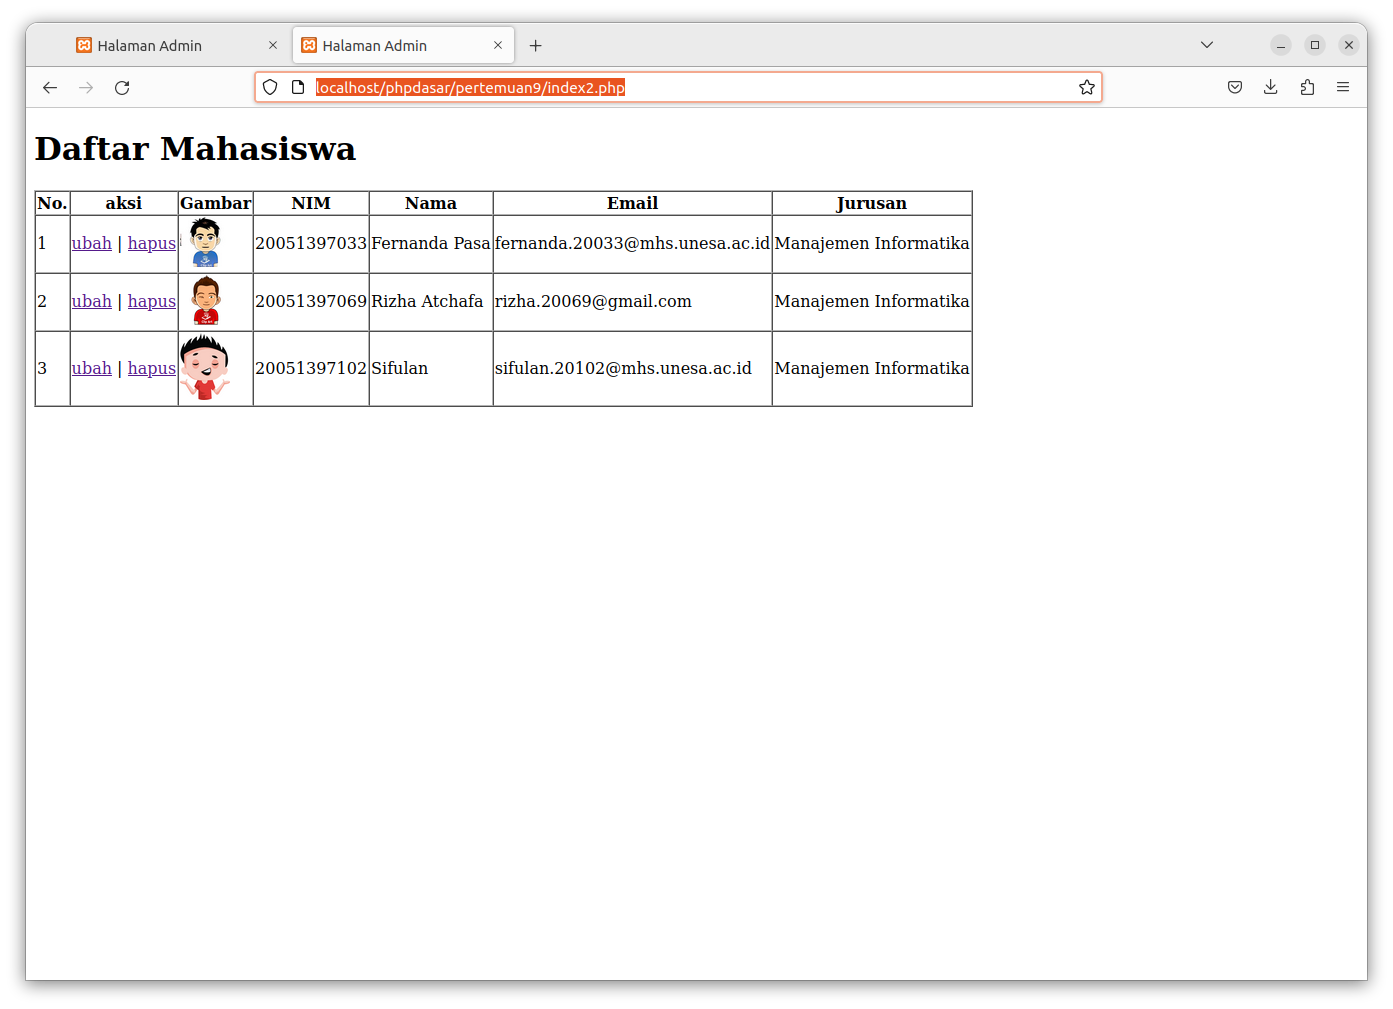 Halaman Admin
Halaman Admin
localhost/phpdasar/pertemuan9/index2.php
Daftar Mahasiswa
No. aksi Gambar NIM Nama Email Jurusan
1 ubah | hapus 20051397033 Fernanda Pasa fernanda.20033@mhs.unesa.ac.id Manajemen Informatika
2 ubah | hapus 20051397069 Rizha Atchafa rizha.20069@gmail.com Manajemen Informatika
3 ubah | hapus 20051397102 Sifulan sifulan.20102@mhs.unesa.ac.id Manajemen Informatika